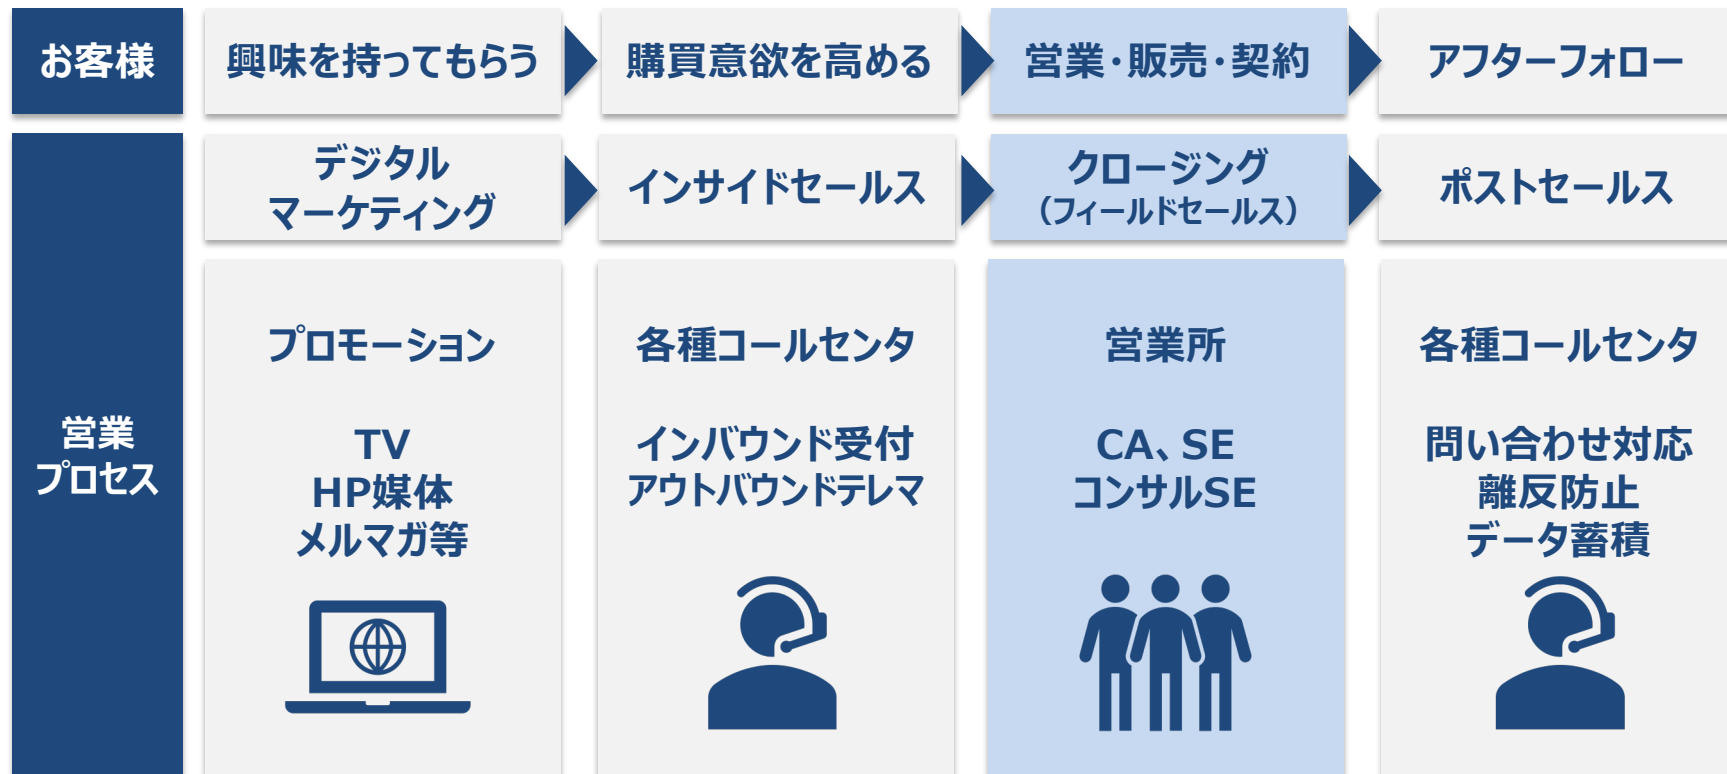 お客様
興味を持ってもらう
購買意欲を高める
営業・販売・契約
アフターフォロー
営業
プロセス
デジタル
マーケティング
インサイドセールス
クロージング
（フィールドセールス）
ポストセールス
プロモーション
TV
HP媒体
メルマガ等
各種コールセンタ
インバウンド受付
アウトバウンドテレマ
営業所
CA、SE
コンサルSE
各種コールセンタ
問い合わせ対応
離反防止
データ蓄積